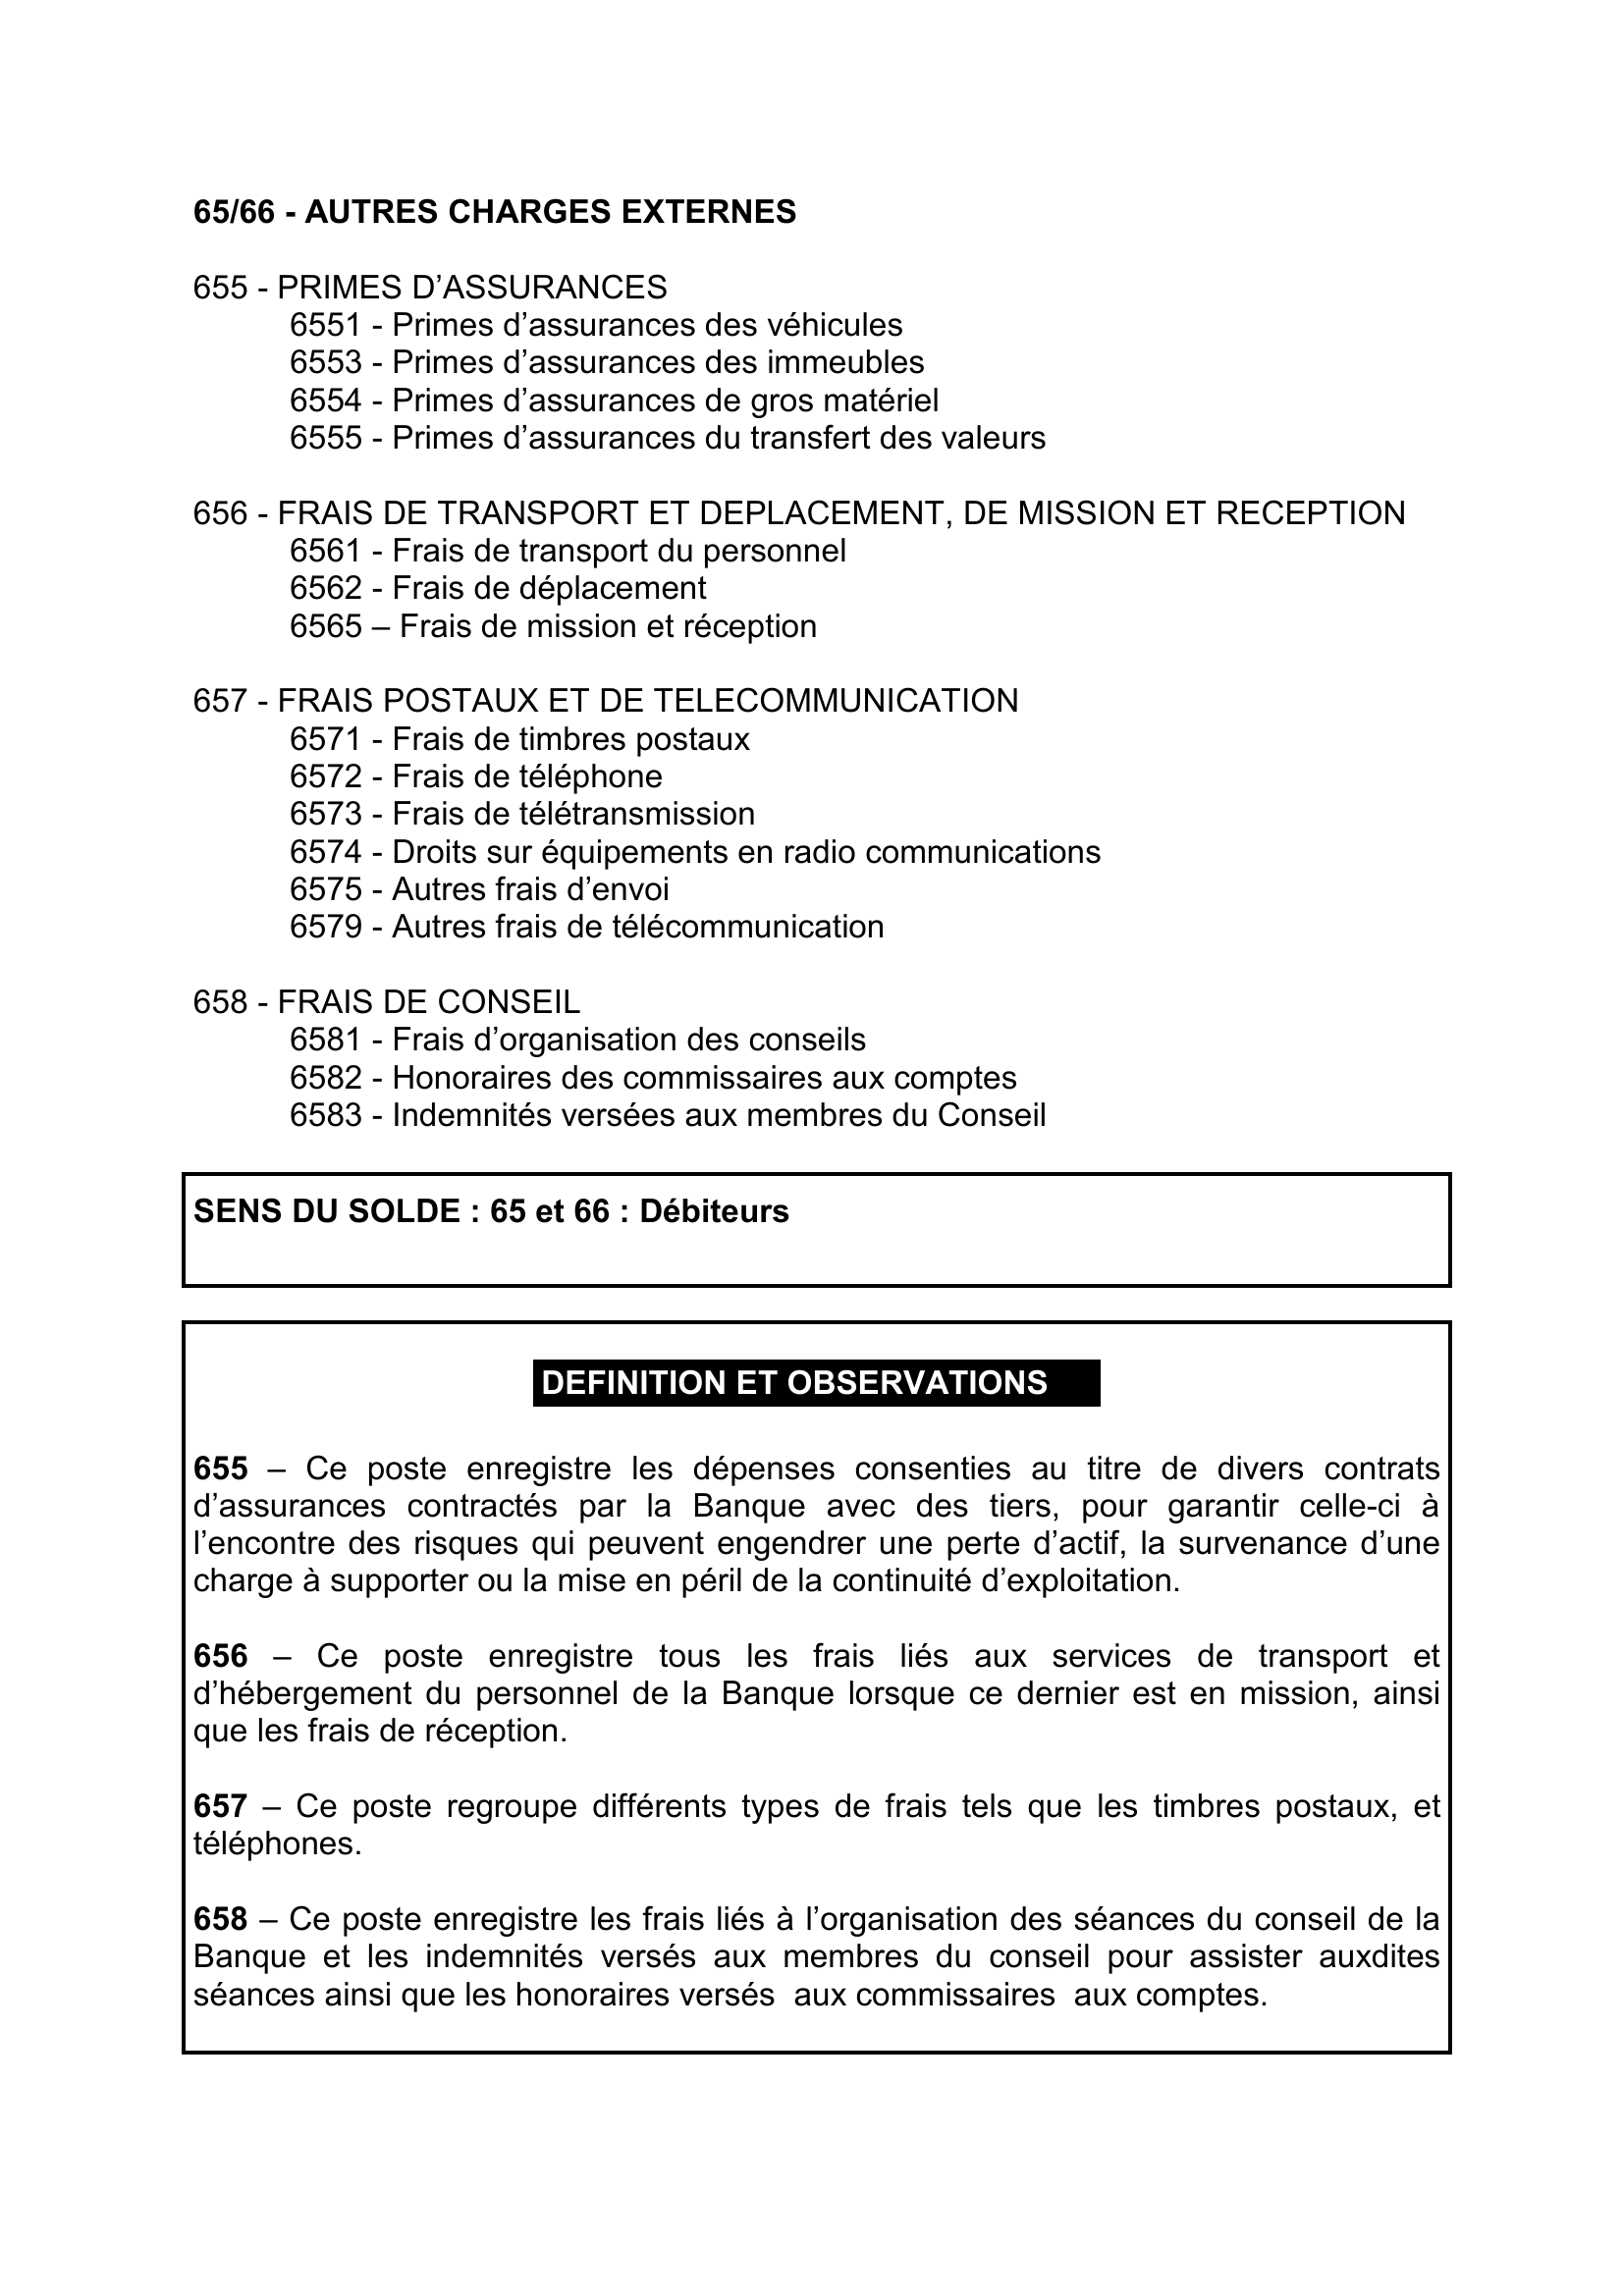 65/66 - AUTRES CHARGES EXTERNES
655 - PRIMES D’ASSURANCES
6551 - Primes d’assurances des véhicules
6553 - Primes d’assurances des immeubles
6554 - Primes d’assurances de gros matériel
6555 - Primes d’assurances du transfert des valeurs
656 - FRAIS DE TRANSPORT ET DEPLACEMENT, DE MISSION ET RECEPTION
6561 - Frais de transport du personnel
6562 - Frais de déplacement
6565 – Frais de mission et réception
657 - FRAIS POSTAUX ET DE TELECOMMUNICATION
6571 - Frais de timbres postaux
6572 - Frais de téléphone
6573 - Frais de télétransmission
6574 - Droits sur équipements en radio communications
6575 - Autres frais d’envoi
6579 - Autres frais de télécommunication
658 - FRAIS DE CONSEIL
6581 - Frais d’organisation des conseils
6582 - Honoraires des commissaires aux comptes
6583 - Indemnités versées aux membres du Conseil
SENS DU SOLDE : 65 et 66 : Débiteurs
DEFINITION ET OBSERVATIONS
655 – Ce poste enregistre les dépenses consenties au titre de divers contrats
d’assurances contractés par la Banque avec des tiers, pour garantir celle-ci à
l’encontre des risques qui peuvent engendrer une perte d’actif, la survenance d’une
charge à supporter ou la mise en péril de la continuité d’exploitation.
656 – Ce poste enregistre tous les frais liés aux services de transport et
d’hébergement du personnel de la Banque lorsque ce dernier est en mission, ainsi
que les frais de réception.
657 – Ce poste regroupe différents types de frais tels que les timbres postaux, et
téléphones.
658 – Ce poste enregistre les frais liés à l’organisation des séances du conseil de la
Banque et les indemnités versés aux membres du conseil pour assister auxdites
séances ainsi que les honoraires versés  aux commissaires  aux comptes.